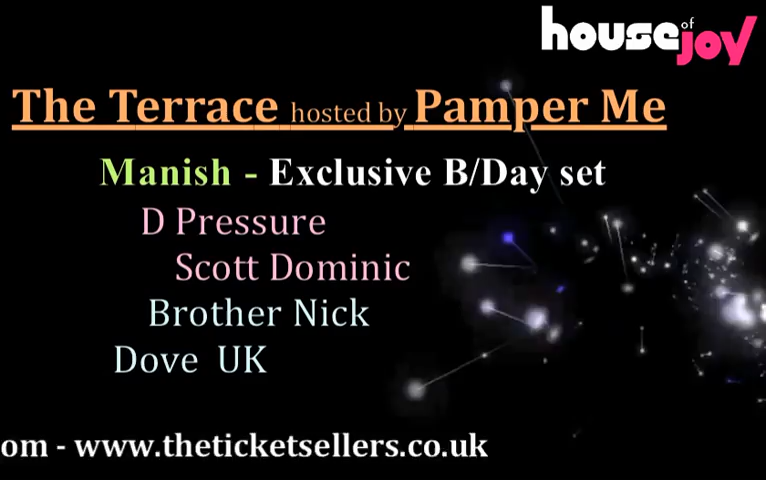 house of joy
The Terrace hosted by Pamper Me
Manish - Exclusive B/Day set
D Pressure
Scott Dominic
Brother Nick
Dove UK
om - www.theticketsellers.co.uk